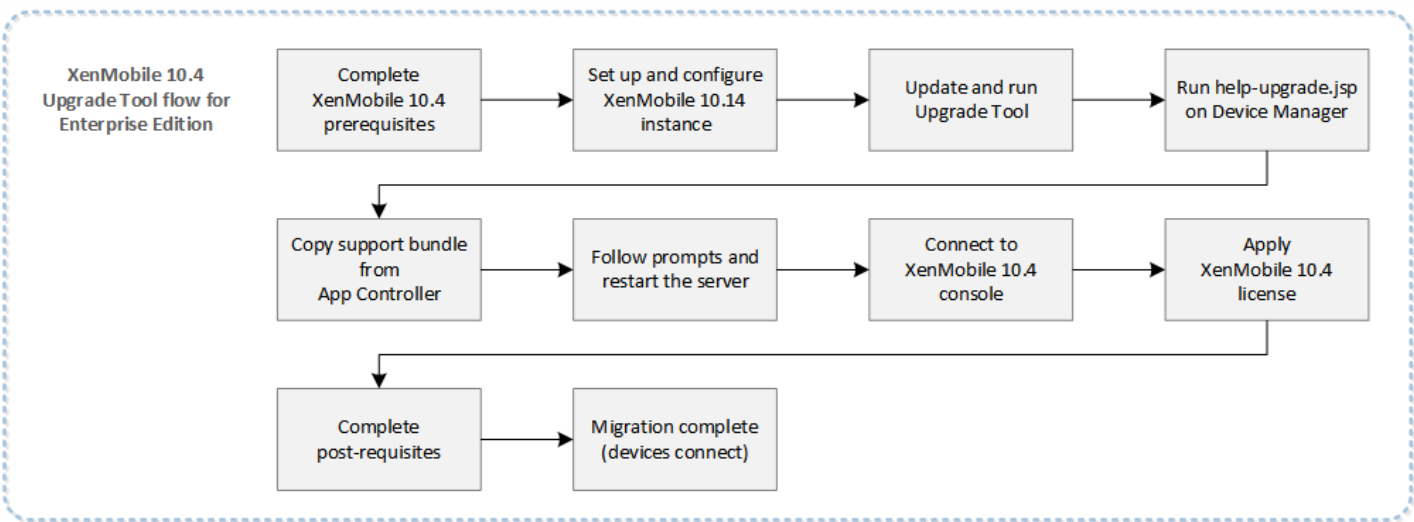 XenMobile 10.4
Upgrade Tool flow for
Enterprise Edition
Complete
XenMobile 10.4
prerequisites
Set up and configure
XenMobile 10.14
instance
Update and run
Upgrade Tool
Run help-upgrade.jsp
on Device Manager
Copy support bundle
from
App Controller
Follow prompts and
restart the server
Connect to
XenMobile 10.4
console
Apply
XenMobile 10.4
license
Complete
post-requisites
Migration complete
(devices connect)